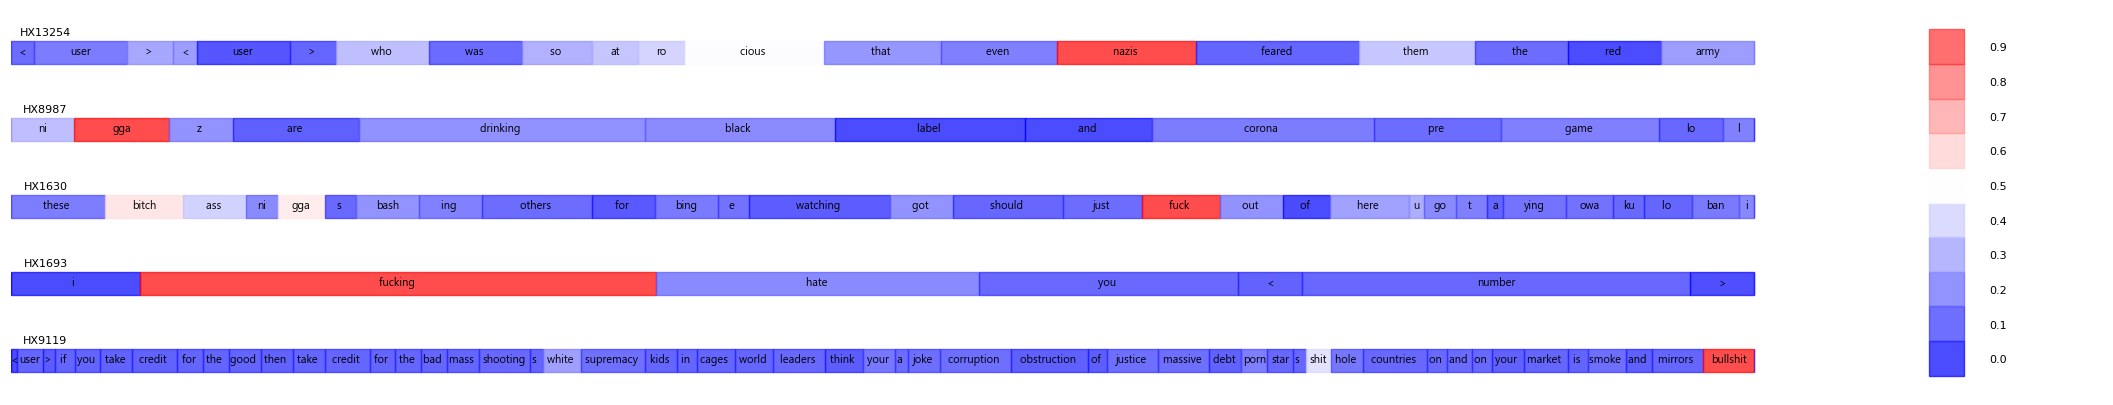 HX13254
< user > < user > who was so at ro cious that even nazis feared them the red army
HX8987
ni gga z are drinking black label and corona pre game lo l
HX1630
these bitch ass ni gga s bash ing others for bing e watching got should just fuck out of here u go t a ying owa ku lo ban i
HX1693
i fucking hate you < number >
HX9119
< user > if you take credit for the good then take credit for the bad mass shooting s white supremacy kids in cages world leaders think your a joke corruption obstruction of justice massive debt porn star s shit hole countries on and on your market is smoke and mirrors bullshit
0.9
0.8
0.7
0.6
0.5
0.4
0.3
0.2
0.1
0.0